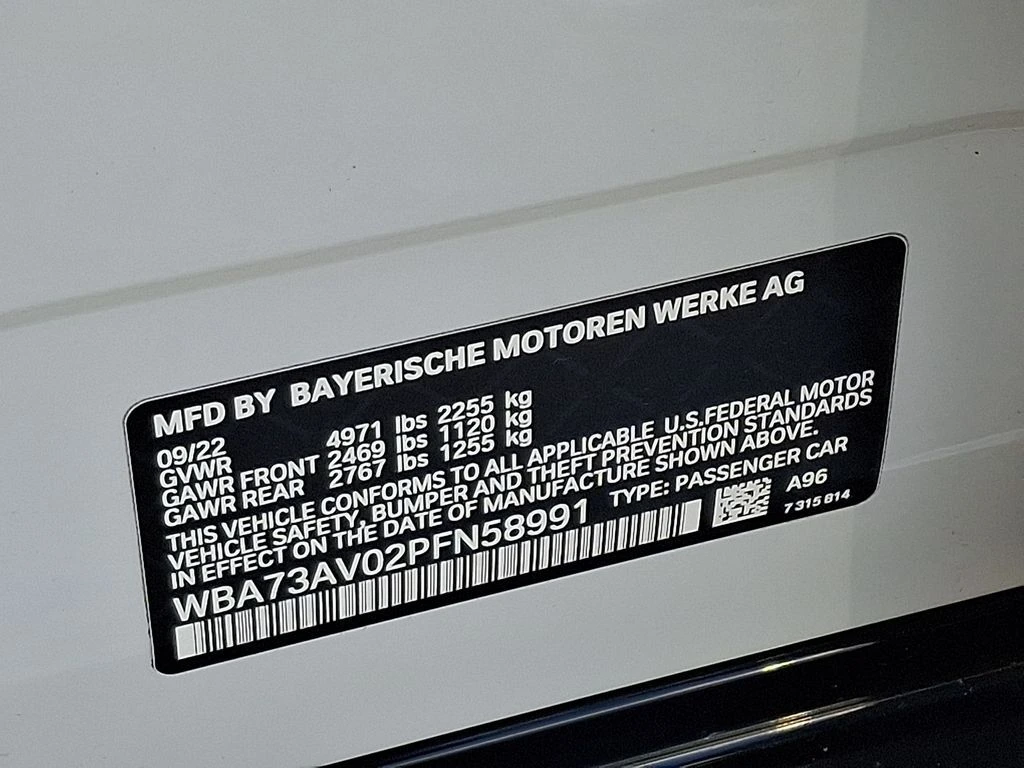 MFD BY BAYERISCHE MOTOREN WERKE AG
09/22
GVWR 4971 lbs 2255 kg
GAWR FRONT 2469 lbs 1120 kg
GAWR REAR 2767 lbs 1255 kg
THIS VEHICLE CONFORMS TO ALL APPLICABLE U.S.FEDERAL MOTOR
VEHICLE SAFETY, BUMPER AND THEFT PREVENTION STANDARDS
IN EFFECT ON THE DATE OF MANUFACTURE SHOWN ABOVE.
WBA73AV02PFN58991 TYPE: PASSENGER CAR
A96
7 315 614